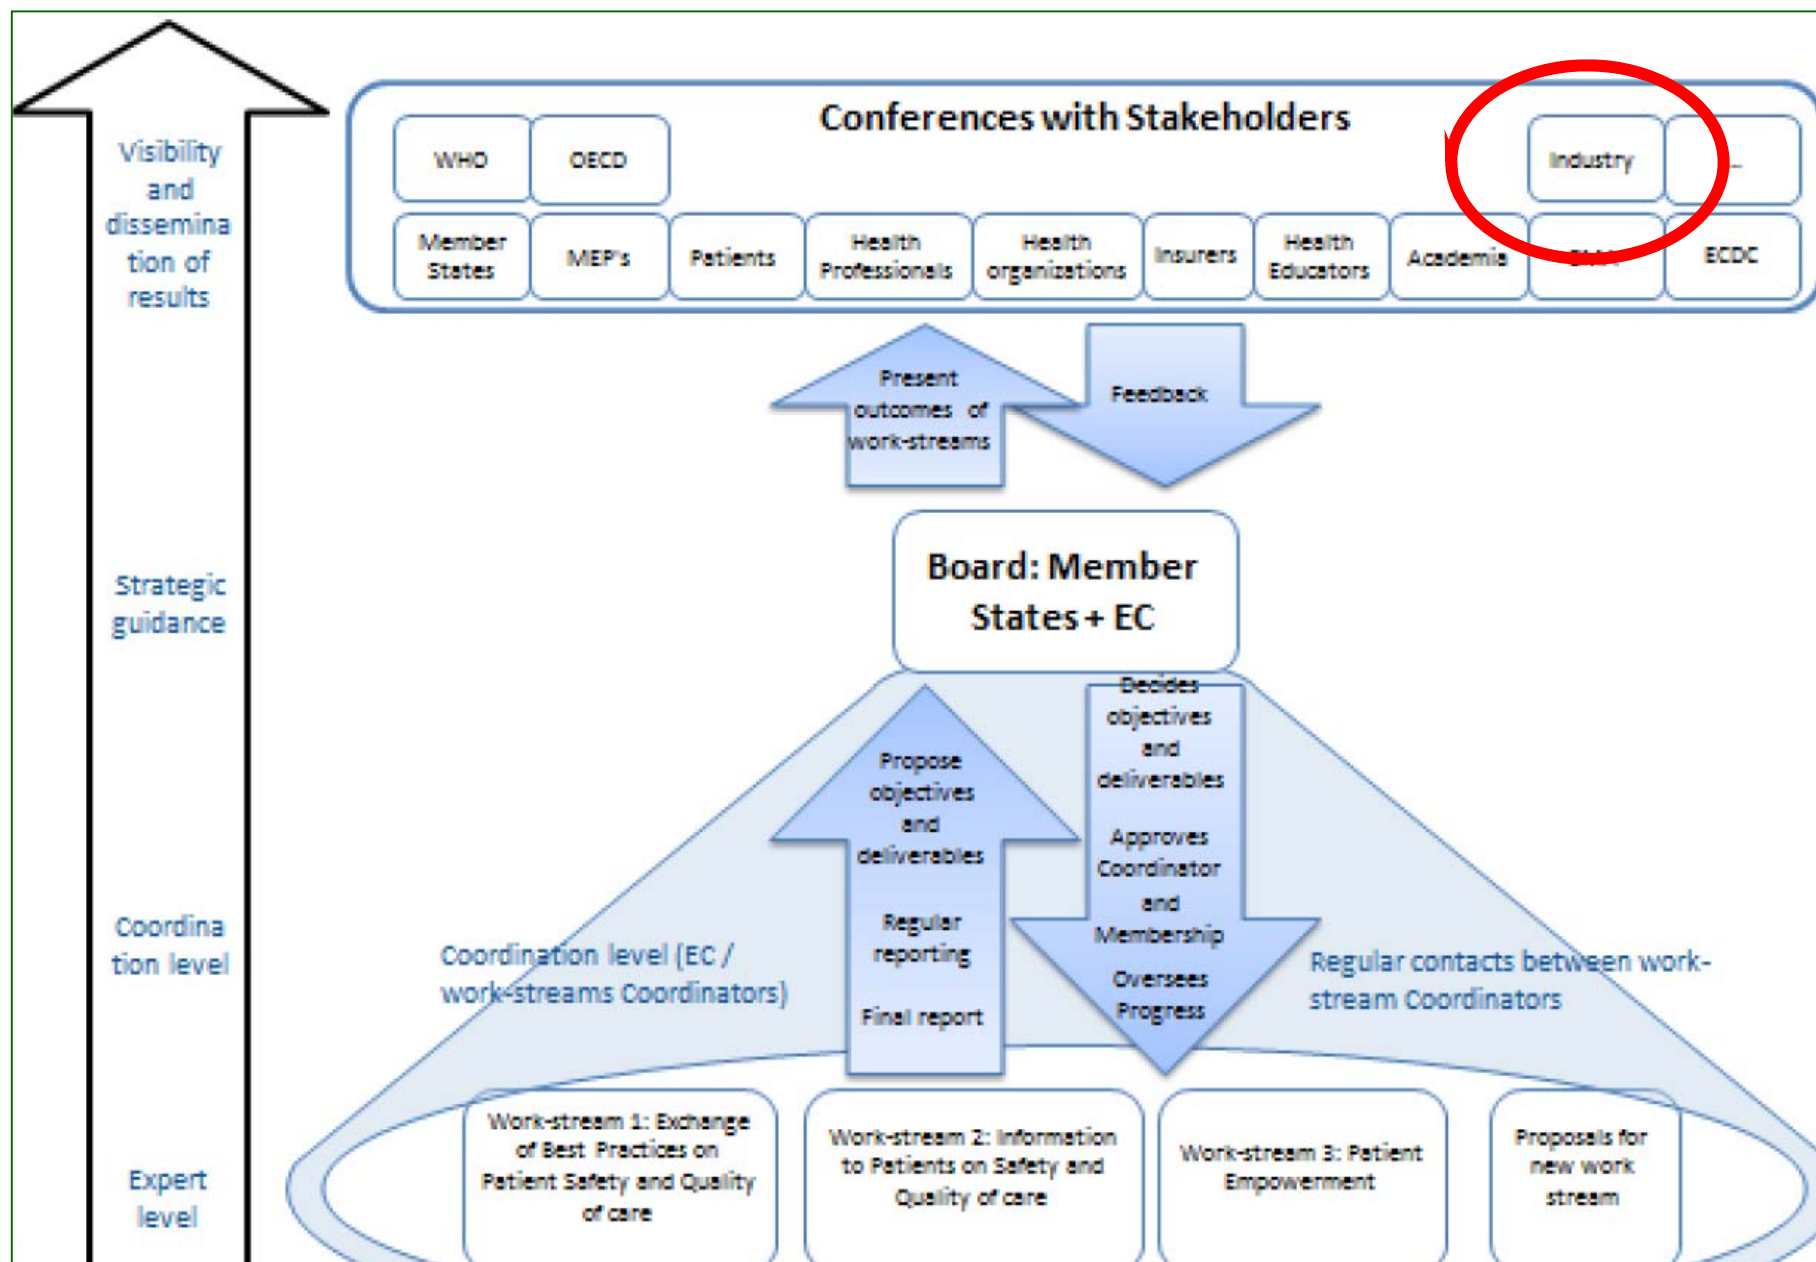 Conferences with Stakeholders
WHO
OECD
Industry
Member
States
MEP's
Patients
Health
Professionals
Health
organizations
Insurers
Health
Educators
Academia
ECDC
Visibility
and
dissemina
tion of
results
Present
outcomes of
work-streams
Feedback
Board: Member
States + EC
Strategic
guidance
Propose
objectives
and
deliverables
Regular
reporting
Final report
Decides
objectives
and
deliverables
Approves
Coordinator
and
Membership
Oversees
Progress
Coordina
tion level
Coordination level (EC /
work-streams Coordinators)
Regular contacts between work-
stream Coordinators
Expert
level
Work-stream 1: Exchange
of Best Practices on
Patient Safety and Quality
of care
Work-stream 2: Information
to Patients on Safety and
Quality of care
Work-stream 3: Patient
Empowerment
Proposals for
new work
stream